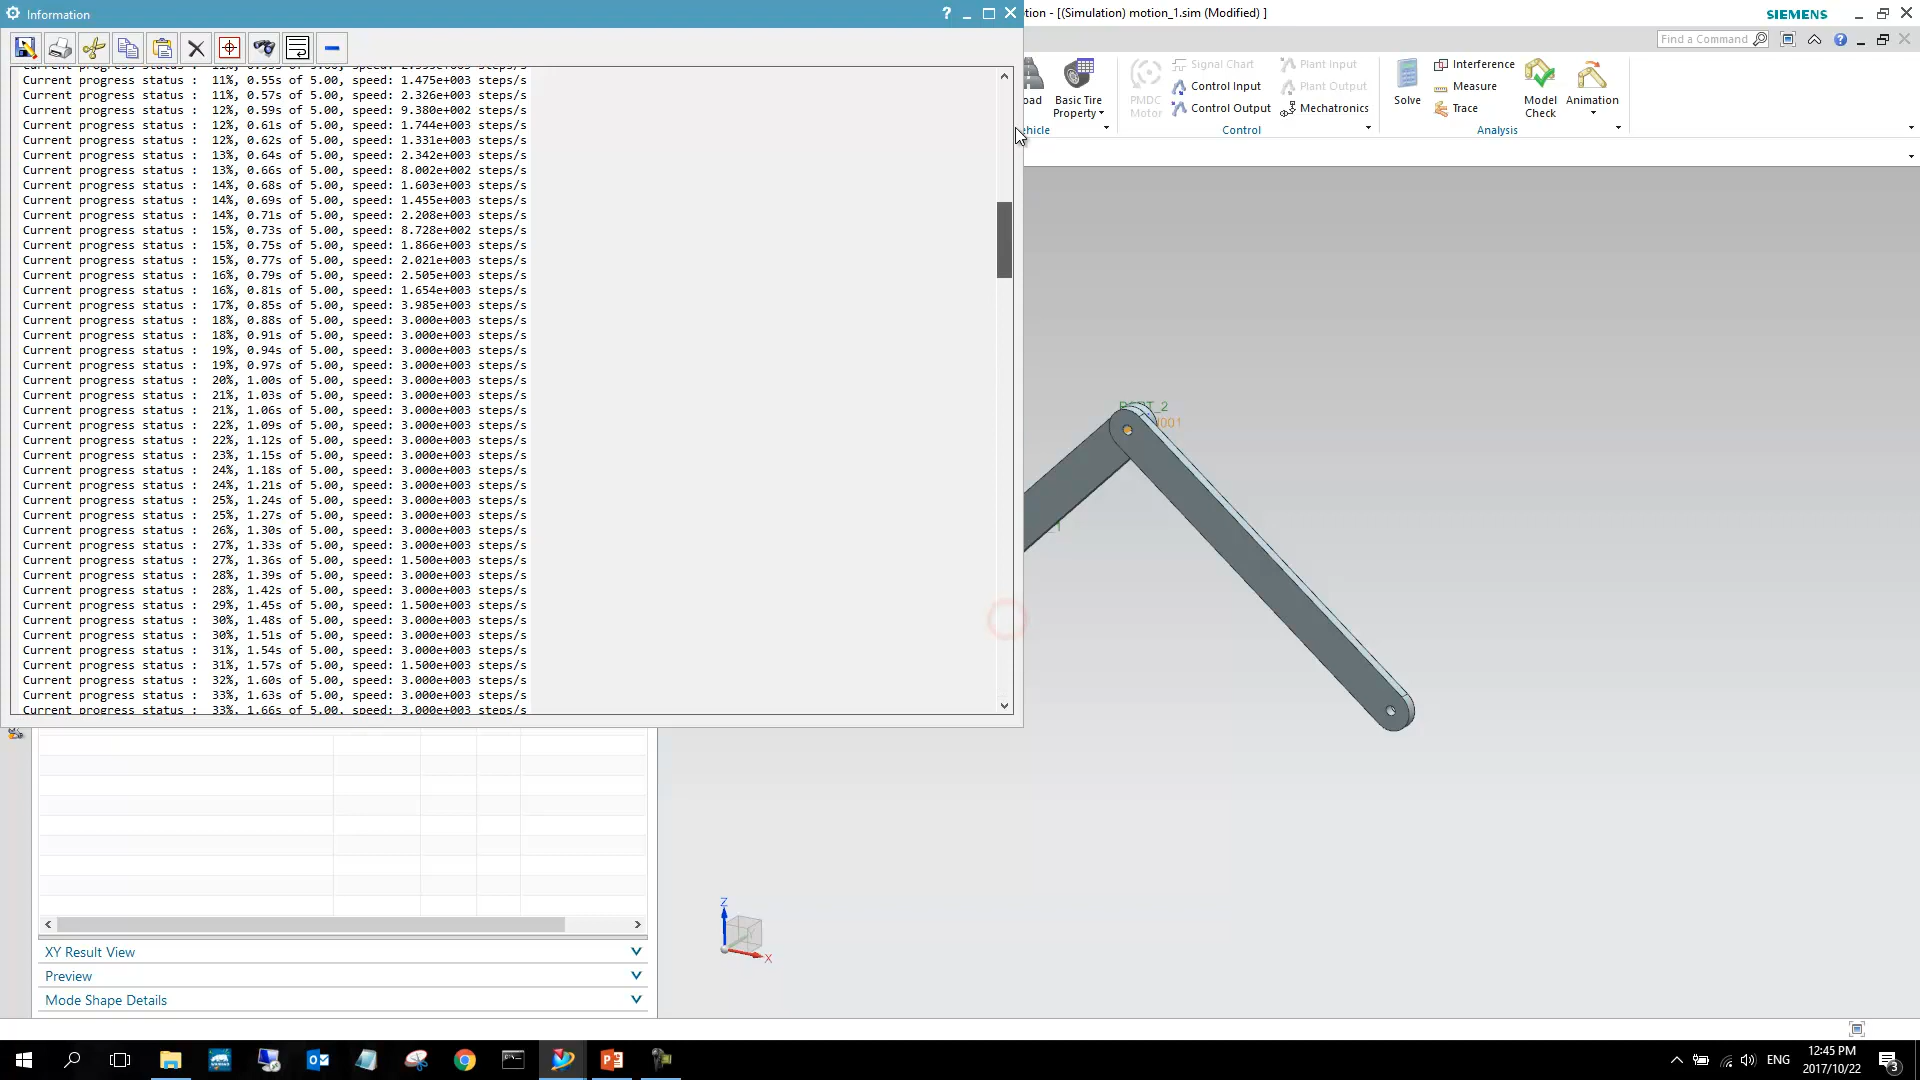 Information
otion - [(Simulation) motion_1.sim (Modified) ]
SIEMENS
Find a Command
Signal Chart
Plant Input
Interference
Control Input
Plant Output
Measure
oad
Basic Tire
Property
PMDC
Motor
Control Output
Mechatronics
Solve
Trace
Model
Check
Animation
ehicle
Control
Analysis
Current progress status : 11%, 0.55s of 5.00, speed: 1.475e+003 steps/s
Current progress status : 11%, 0.57s of 5.00, speed: 2.326e+003 steps/s
Current progress status : 12%, 0.59s of 5.00, speed: 9.380e+002 steps/s
Current progress status : 12%, 0.61s of 5.00, speed: 1.744e+003 steps/s
Current progress status : 12%, 0.62s of 5.00, speed: 1.331e+003 steps/s
Current progress status : 13%, 0.64s of 5.00, speed: 2.342e+003 steps/s
Current progress status : 13%, 0.66s of 5.00, speed: 8.002e+002 steps/s
Current progress status : 14%, 0.68s of 5.00, speed: 1.603e+003 steps/s
Current progress status : 14%, 0.69s of 5.00, speed: 1.455e+003 steps/s
Current progress status : 14%, 0.71s of 5.00, speed: 2.208e+003 steps/s
Current progress status : 15%, 0.73s of 5.00, speed: 8.728e+002 steps/s
Current progress status : 15%, 0.75s of 5.00, speed: 1.866e+003 steps/s
Current progress status : 15%, 0.77s of 5.00, speed: 2.021e+003 steps/s
Current progress status : 16%, 0.79s of 5.00, speed: 2.505e+003 steps/s
Current progress status : 16%, 0.81s of 5.00, speed: 1.654e+003 steps/s
Current progress status : 17%, 0.85s of 5.00, speed: 3.985e+003 steps/s
Current progress status : 18%, 0.88s of 5.00, speed: 3.000e+003 steps/s
Current progress status : 18%, 0.91s of 5.00, speed: 3.000e+003 steps/s
Current progress status : 19%, 0.94s of 5.00, speed: 3.000e+003 steps/s
Current progress status : 19%, 0.97s of 5.00, speed: 3.000e+003 steps/s
Current progress status : 20%, 1.00s of 5.00, speed: 3.000e+003 steps/s
Current progress status : 21%, 1.03s of 5.00, speed: 3.000e+003 steps/s
Current progress status : 21%, 1.06s of 5.00, speed: 3.000e+003 steps/s
Current progress status : 22%, 1.09s of 5.00, speed: 3.000e+003 steps/s
Current progress status : 22%, 1.12s of 5.00, speed: 3.000e+003 steps/s
Current progress status : 23%, 1.15s of 5.00, speed: 3.000e+003 steps/s
Current progress status : 24%, 1.18s of 5.00, speed: 3.000e+003 steps/s
Current progress status : 24%, 1.21s of 5.00, speed: 3.000e+003 steps/s
Current progress status : 25%, 1.24s of 5.00, speed: 3.000e+003 steps/s
Current progress status : 25%, 1.27s of 5.00, speed: 3.000e+003 steps/s
Current progress status : 26%, 1.30s of 5.00, speed: 3.000e+003 steps/s
Current progress status : 27%, 1.33s of 5.00, speed: 3.000e+003 steps/s
Current progress status : 27%, 1.36s of 5.00, speed: 1.500e+003 steps/s
Current progress status : 28%, 1.39s of 5.00, speed: 3.000e+003 steps/s
Current progress status : 28%, 1.42s of 5.00, speed: 3.000e+003 steps/s
Current progress status : 29%, 1.45s of 5.00, speed: 1.500e+003 steps/s
Current progress status : 30%, 1.48s of 5.00, speed: 3.000e+003 steps/s
Current progress status : 30%, 1.51s of 5.00, speed: 3.000e+003 steps/s
Current progress status : 31%, 1.54s of 5.00, speed: 3.000e+003 steps/s
Current progress status : 31%, 1.57s of 5.00, speed: 1.500e+003 steps/s
Current progress status : 32%, 1.60s of 5.00, speed: 3.000e+003 steps/s
Current progress status : 33%, 1.63s of 5.00, speed: 3.000e+003 steps/s
Current progress status : 33%, 1.66s of 5.00, speed: 3.000e+003 steps/s
Z
X
XY Result View
Preview
Mode Shape Details
ENG
12:45 PM
2017/10/22
3